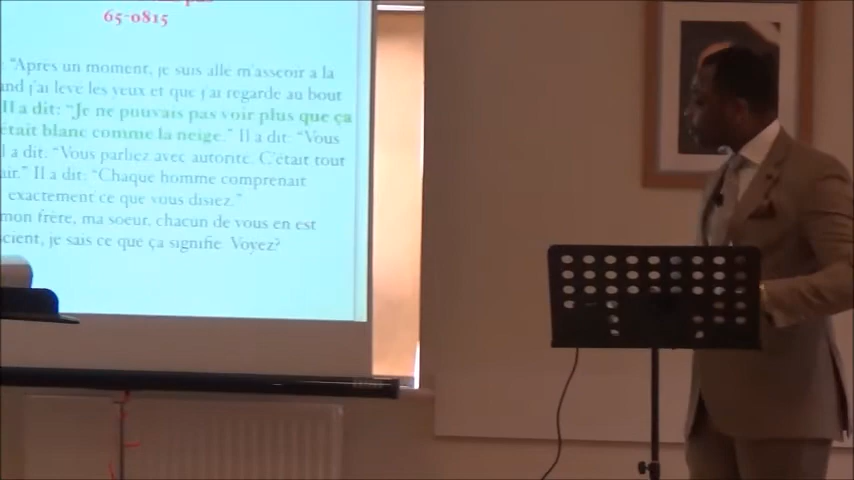 65-0815
: "Après un moment, je suis allé m'asseoir à la
j'ai levé les yeux et que j'ai regardé au bout
Il a dit: "Je ne pouvais pas voir plus que ça
était blanc comme la neige." Il a dit: "Vous
a dit: "Vous parliez avec autorité. C'était tout
Il a dit: "Chaque homme comprenait
exactement ce que vous disiez."
mon frère, ma soeur, chacun de vous en est
je sais ce que ça signifie. Voyez?